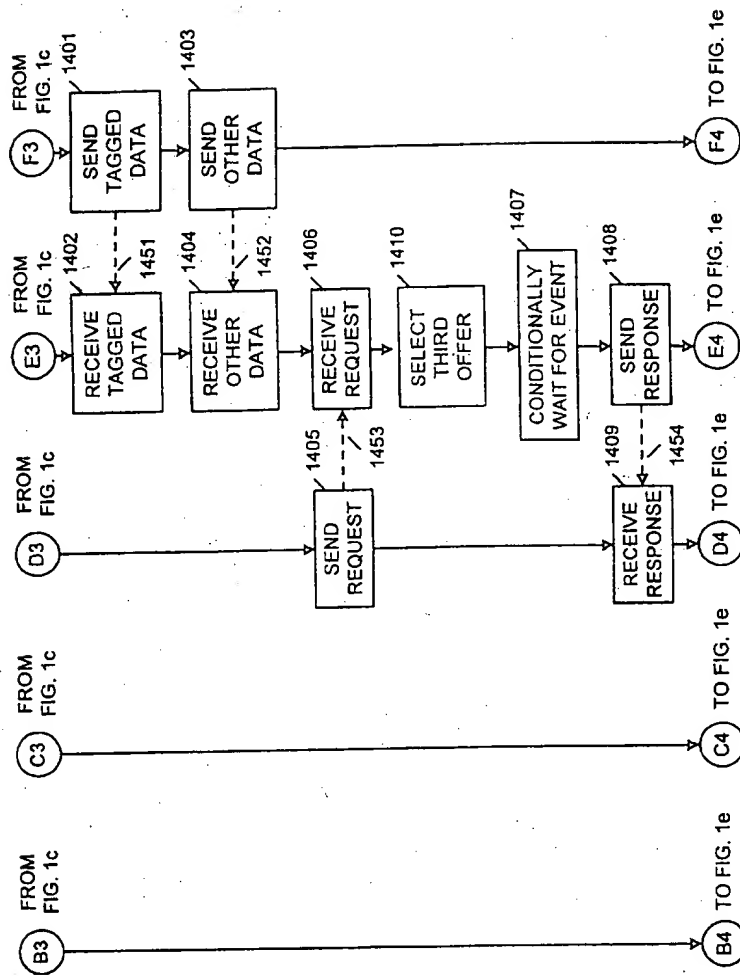 B3
FROM
FIG. 1c
C3
FROM
FIG. 1c
D3
FROM
FIG. 1c
E3
FROM
FIG. 1c
F3
FROM
FIG. 1c
1401
SEND
TAGGED
DATA
1402
RECEIVE
TAGGED
DATA
1451
1403
SEND
OTHER
DATA
1404
RECEIVE
OTHER
DATA
1452
1405
SEND
REQUEST
1453
1406
RECEIVE
REQUEST
1410
SELECT
THIRD
OFFER
1407
CONDITIONALLY
WAIT FOR EVENT
1408
SEND
RESPONSE
1409
RECEIVE
RESPONSE
1454
B4
TO FIG. 1e
C4
TO FIG. 1e
D4
TO FIG. 1e
E4
TO FIG. 1e
F4
TO FIG. 1e